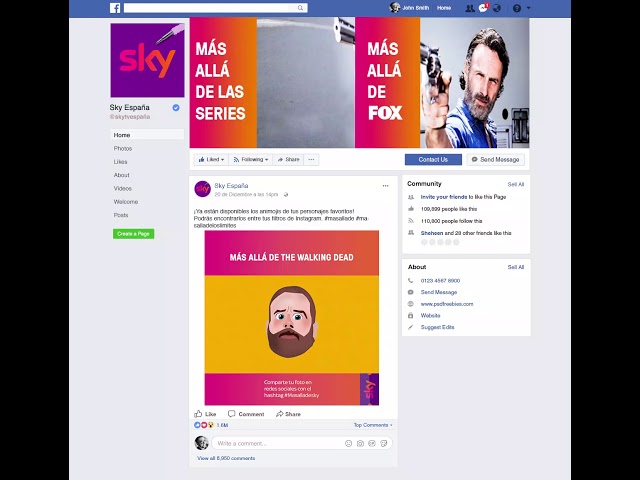 John Smith
Home
sky
MÁS
ALLÁ
DE LAS
SERIES
MÁS
ALLÁ
DE
FOX
Sky España
@skytvespaña
Home
Photos
Likes
About
Videos
Welcome
Posts
Create a Page
Liked
Following
Share
Contact Us
Send Message
sky
Sky España
20 de Diciembre a las 14pm
¡Ya están disponibles los animojis de tus personajes favoritos!
Podrás encontrarlos entre tus filtros de Instagram. #masallade #ma-
salladeloslimites
MÁS ALLÁ DE THE WALKING DEAD
Comparte tu foto en
redes sociales con el
hashtag #Masalladesky
sky
Like
Comment
Share
1.6M
Top Comments
Write a comment...
View all 8,950 comments
Community
See All
Invite your friends to like this Page
109,899 people like this
110,800 people follow this
Sheheen and 28 other friends like this
About
See All
0123 4567 8900
Send Message
www.psdfreebies.com
Website
Suggest Edits